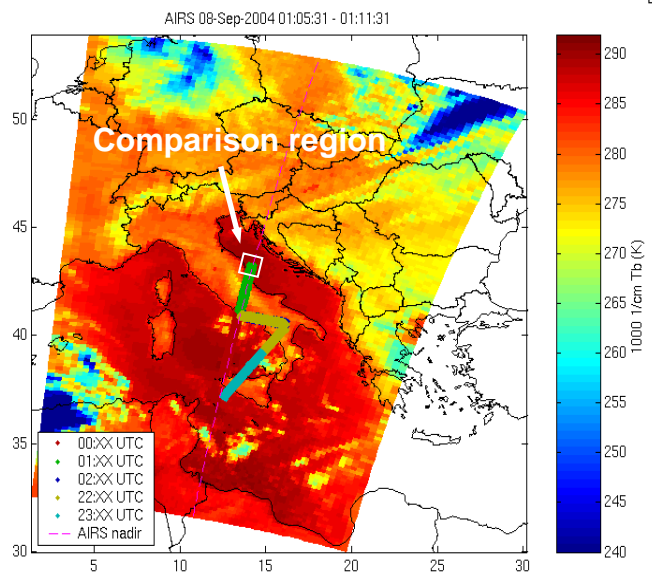 AIRS 08-Sep-2004 01:05:31 - 01:11:31
Comparison region
50
45
40
35
30
5
10
15
20
25
30
00:XX UTC
01:XX UTC
02:XX UTC
22:XX UTC
23:XX UTC
AIRS nadir
290
285
280
275
270
265
260
255
250
245
240
1000 1/cm Tb (K)